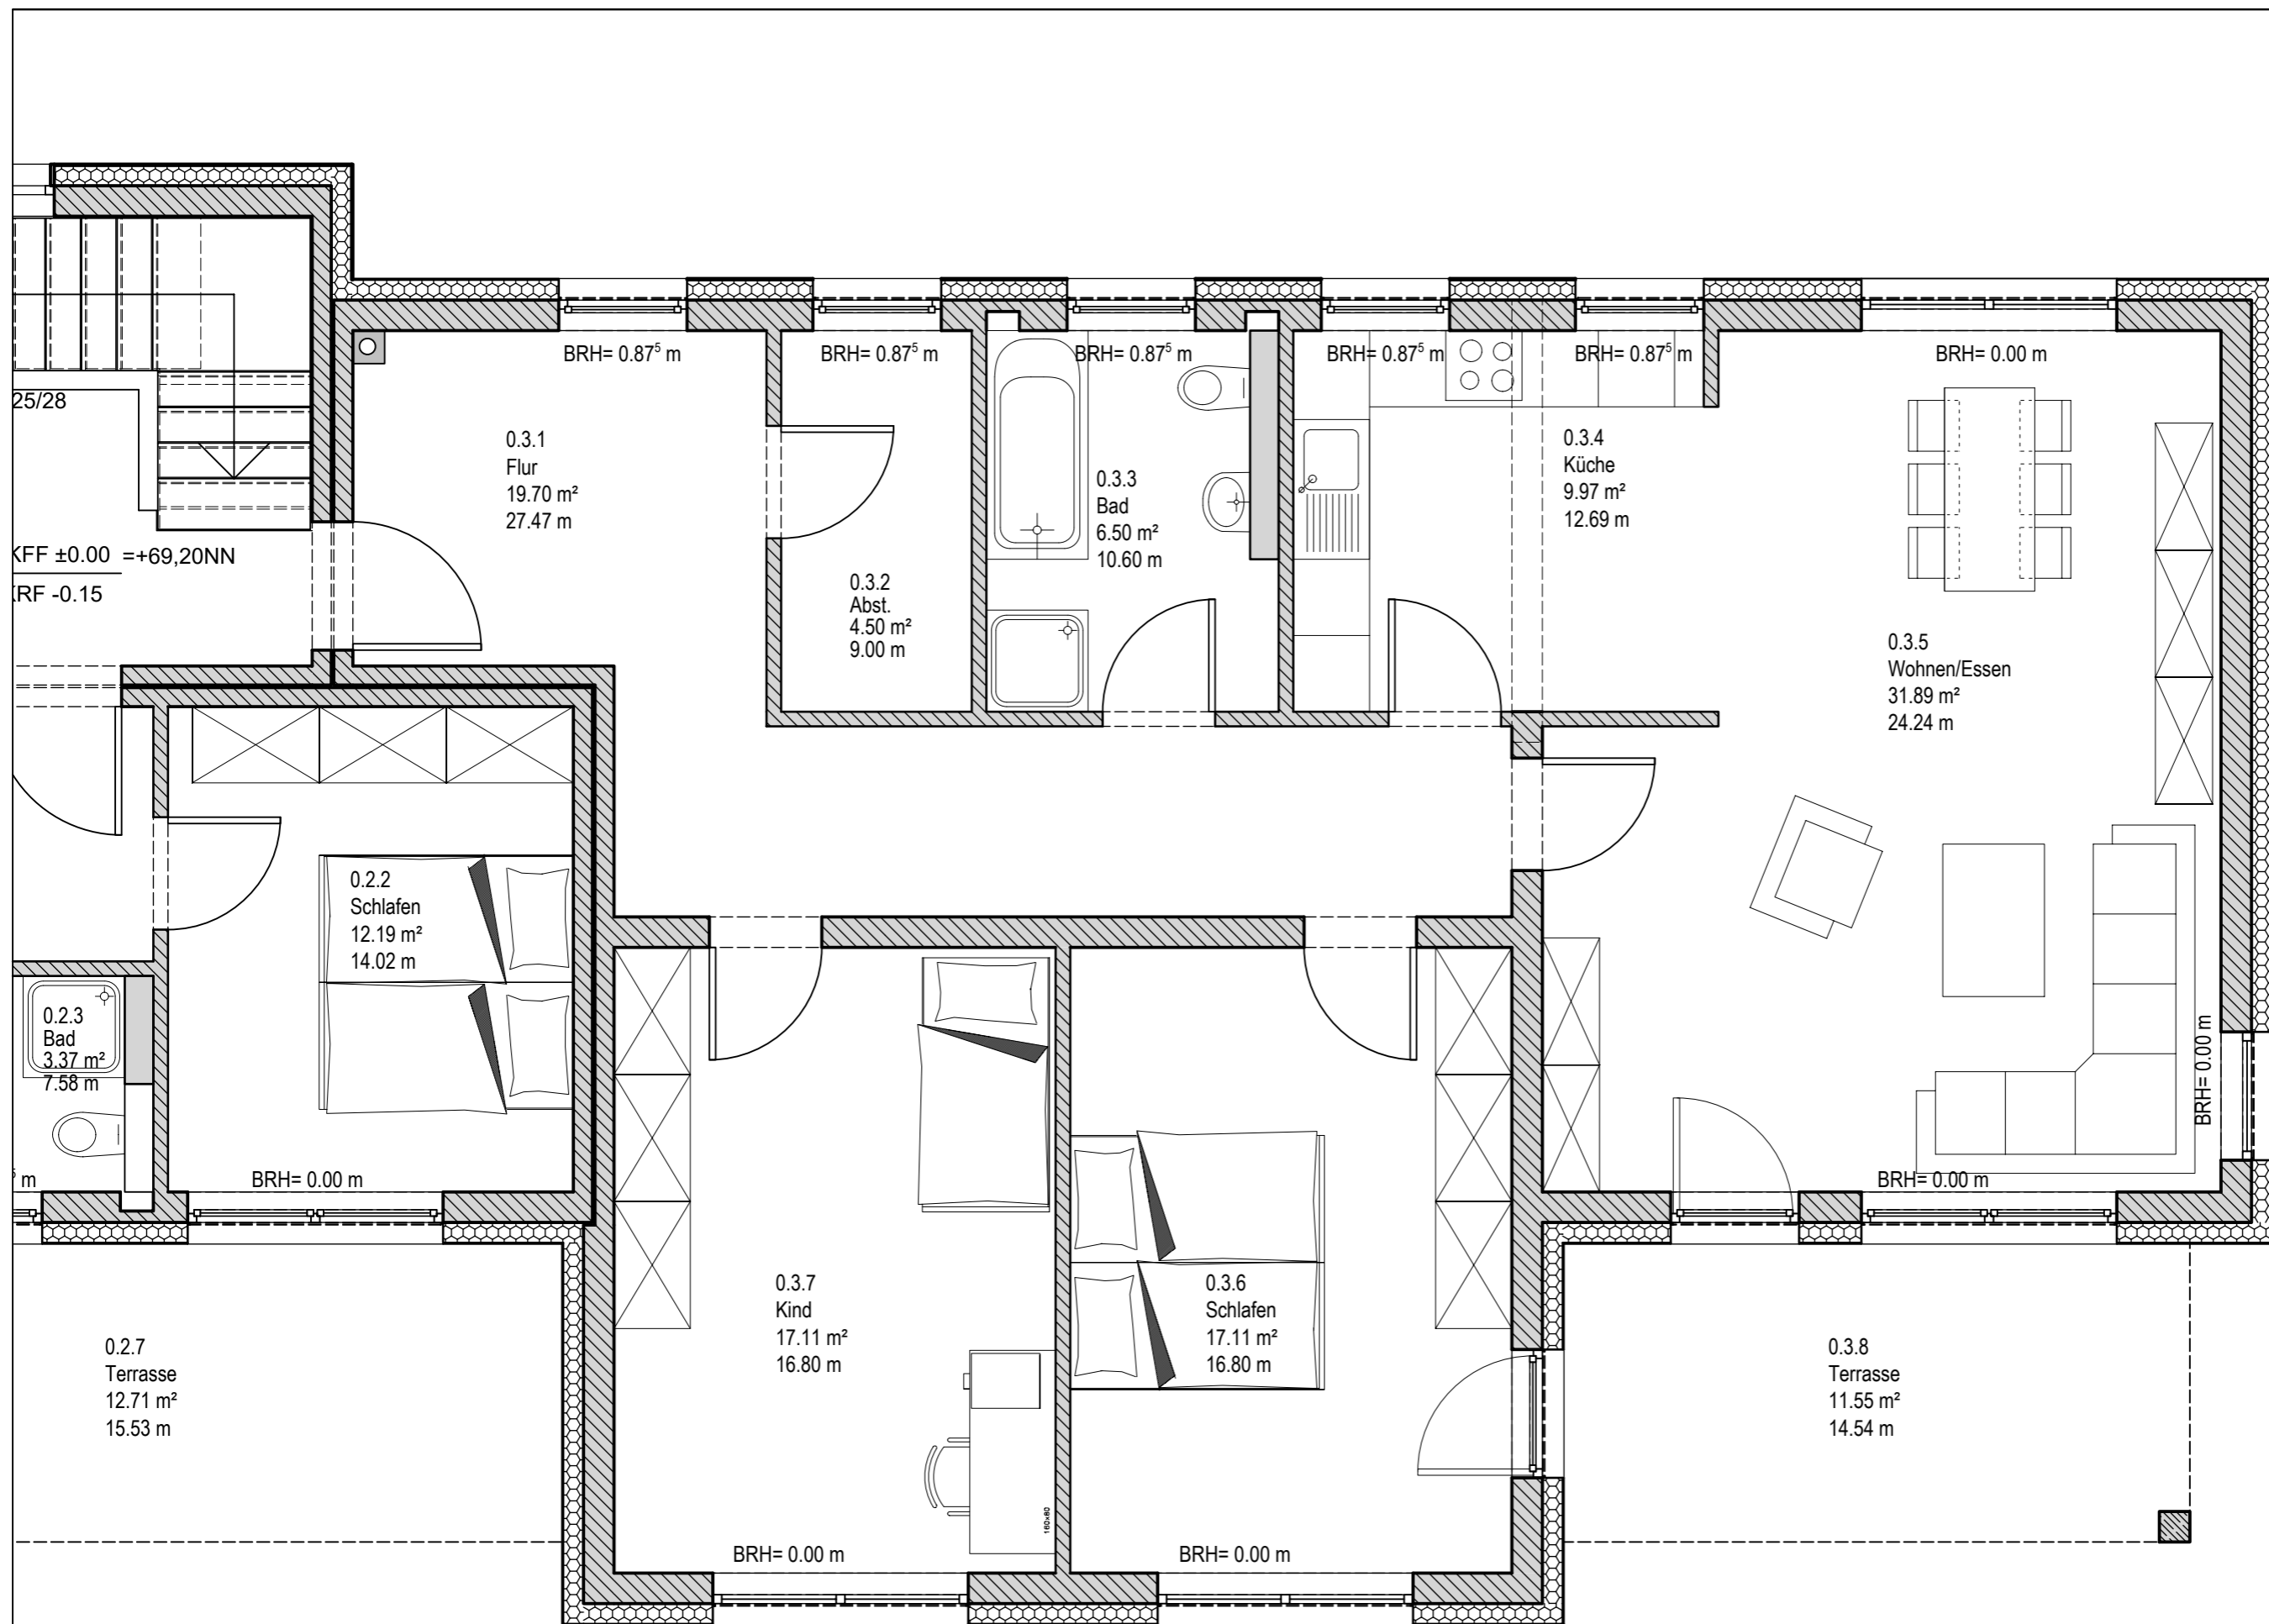 BRH= 0.87⁵ m
BRH= 0.87⁵ m
BRH= 0.87⁵ m
BRH= 0.87⁵ m
BRH= 0.87⁵ m
BRH= 0.00 m
25/28
0.3.1
Flur
19.70 m²
27.47 m
0.3.4
Küche
9.97 m²
12.69 m
0.3.3
Bad
6.50 m²
10.60 m
KFF ±0.00 =+69,20NN
KRF -0.15
0.3.2
Abst.
4.50 m²
9.00 m
0.3.5
Wohnen/Essen
31.89 m²
24.24 m
0.2.2
Schlafen
12.19 m²
14.02 m
0.2.3
Bad
3.37 m²
7.58 m
BRH= 0.00 m
⁵ m
BRH= 0.00 m
BRH= 0.00 m
0.3.7
Kind
17.11 m²
16.80 m
0.3.6
Schlafen
17.11 m²
16.80 m
0.2.7
Terrasse
12.71 m²
15.53 m
0.3.8
Terrasse
11.55 m²
14.54 m
160x80
BRH= 0.00 m
BRH= 0.00 m